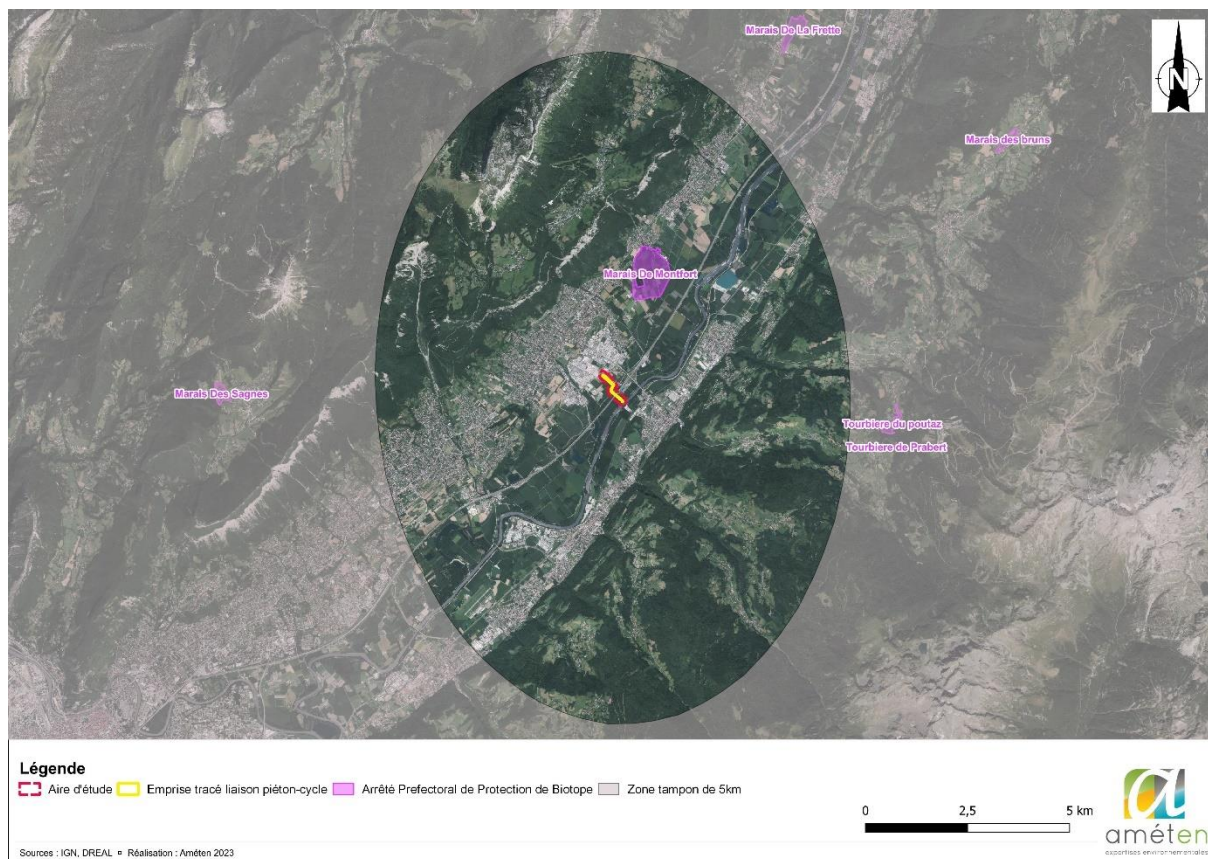 Marais De La Frette
N
Marais des bruns
Marais De Montfort
Marais Des Sagnes
Tourbiere du poutaz
Tourbiere de Prabert
Légende
Aire d'étude Emprise tracé liaison piéton-cycle Arrêté Prefectoral de Protection de Biotope Zone tampon de 5km
0 2,5 5 km
améten
expertises environnementales
Sources : IGN, DREAL ▫ Réalisation : Améten 2023